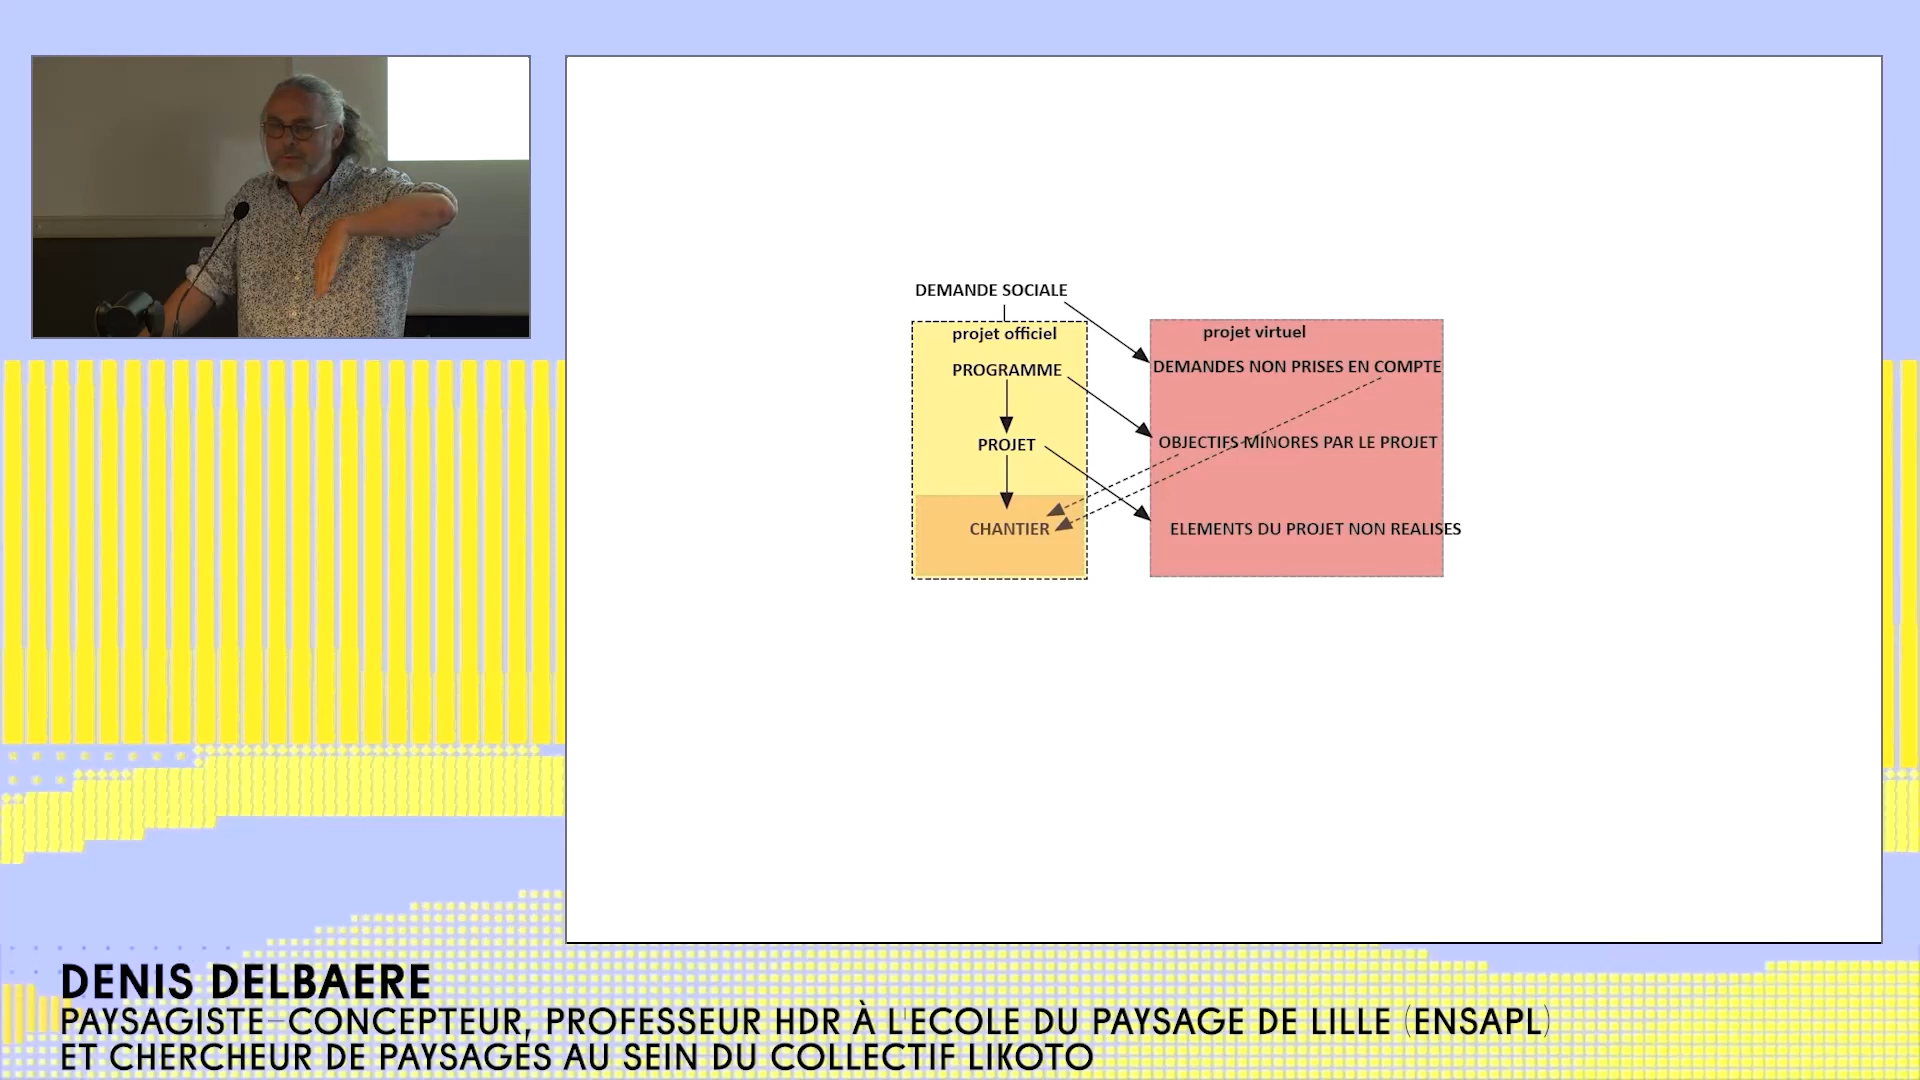 DEMANDE SOCIALE
projet officiel
projet virtuel
PROGRAMME
DEMANDES NON PRISES EN COMPTE
PROJET
OBJECTIFS MINORES PAR LE PROJET
CHANTIER
ELEMENTS DU PROJET NON REALISES
DENIS DELBAERE
PAYSAGISTE-CONCEPTEUR, PROFESSEUR HDR À L'ECOLE DU PAYSAGE DE LILLE (ENSAPL)
ET CHERCHEUR DE PAYSAGES AU SEIN DU COLLECTIF LIKOTO